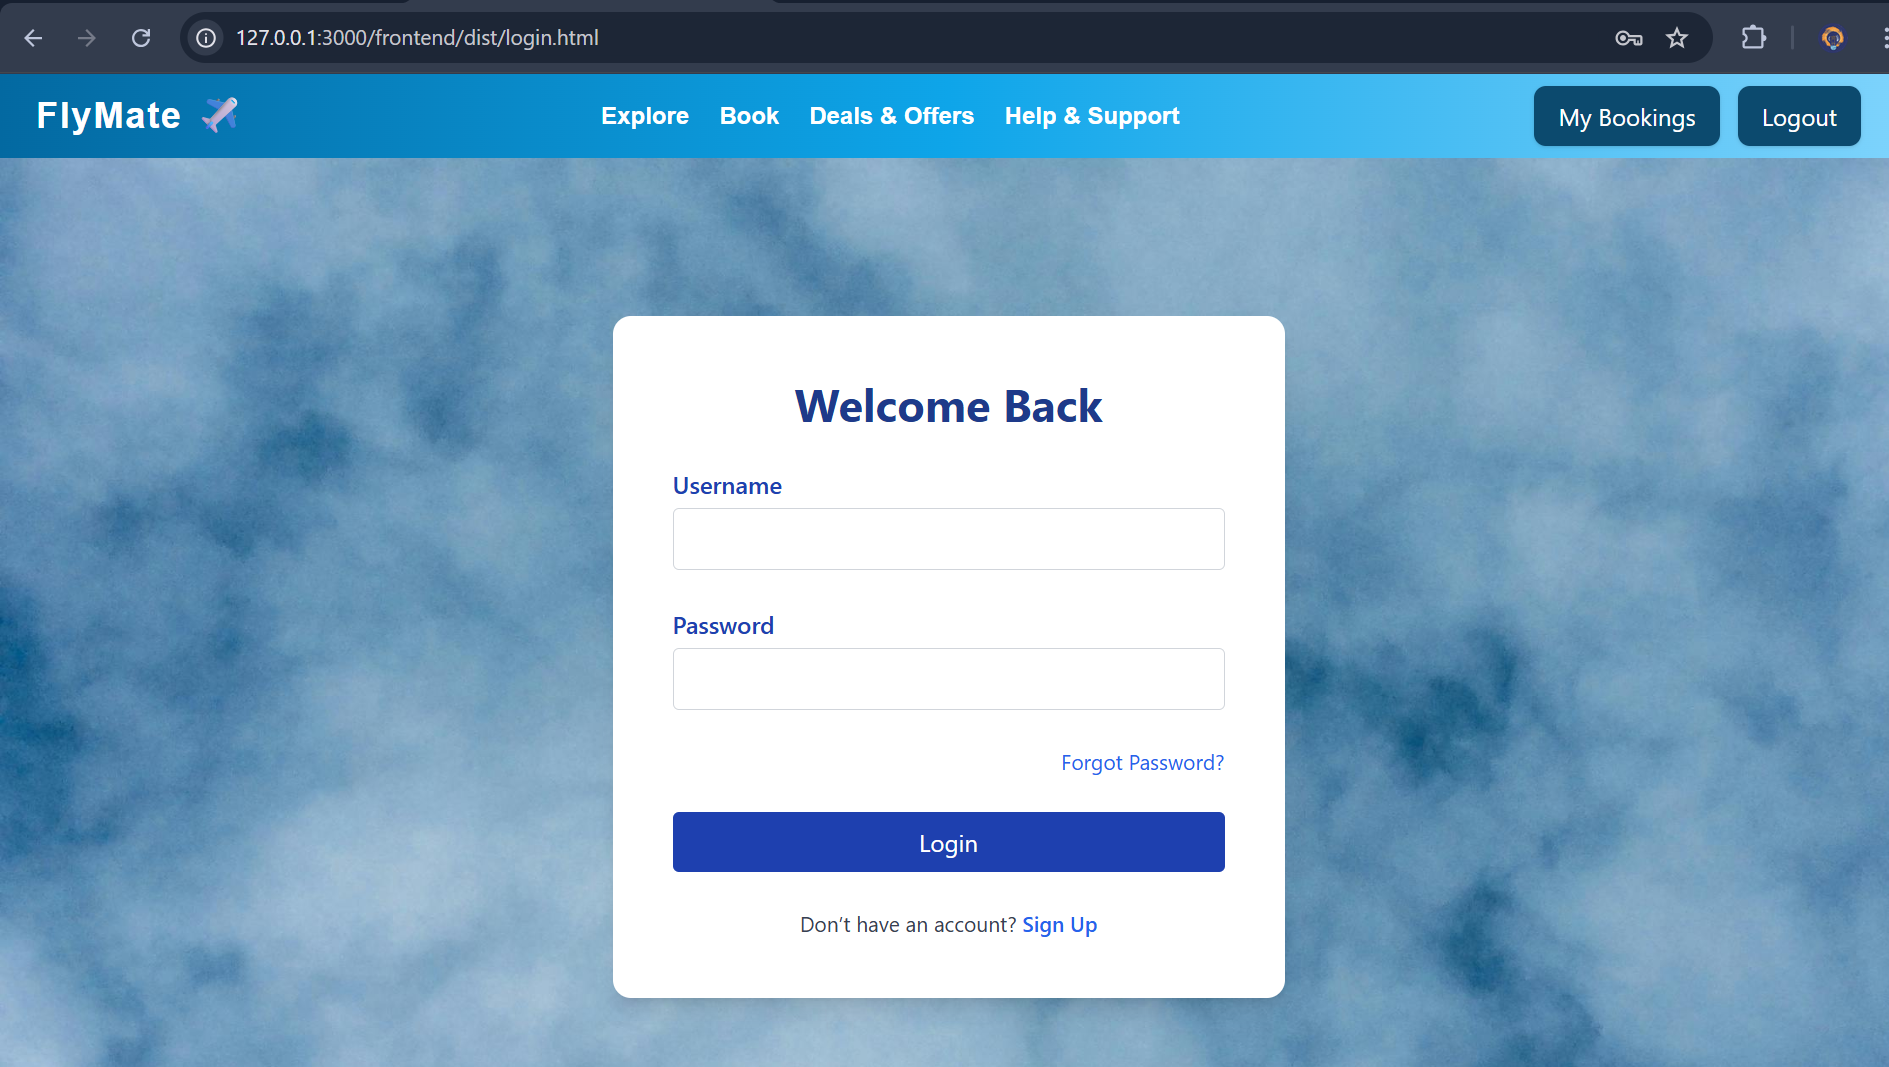 127.0.0.1:3000/frontend/dist/login.html
FlyMate Explore Book Deals & Offers Help & Support My Bookings Logout
Welcome Back
Username
Password
Forgot Password?
Login
Don't have an account? Sign Up